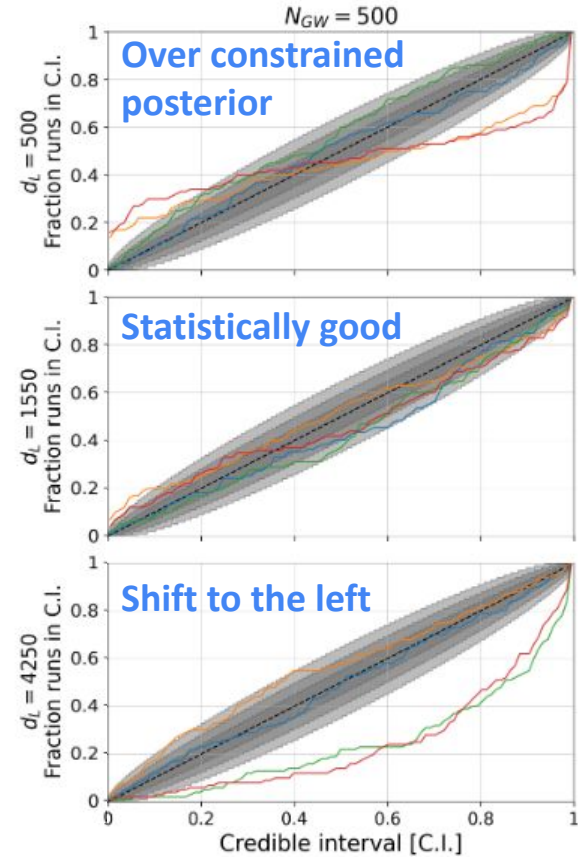 N_GW = 500
Over constrained
posterior
d_L = 500
Fraction runs in C.I.
1
0.8
0.6
0.4
0.2
0
Statistically good
d_L = 1550
Fraction runs in C.I.
1
0.8
0.6
0.4
0.2
0
Shift to the left
d_L = 4250
Fraction runs in C.I.
1
0.8
0.6
0.4
0.2
0
0 0.2 0.4 0.6 0.8 1
Credible interval [C.I.]